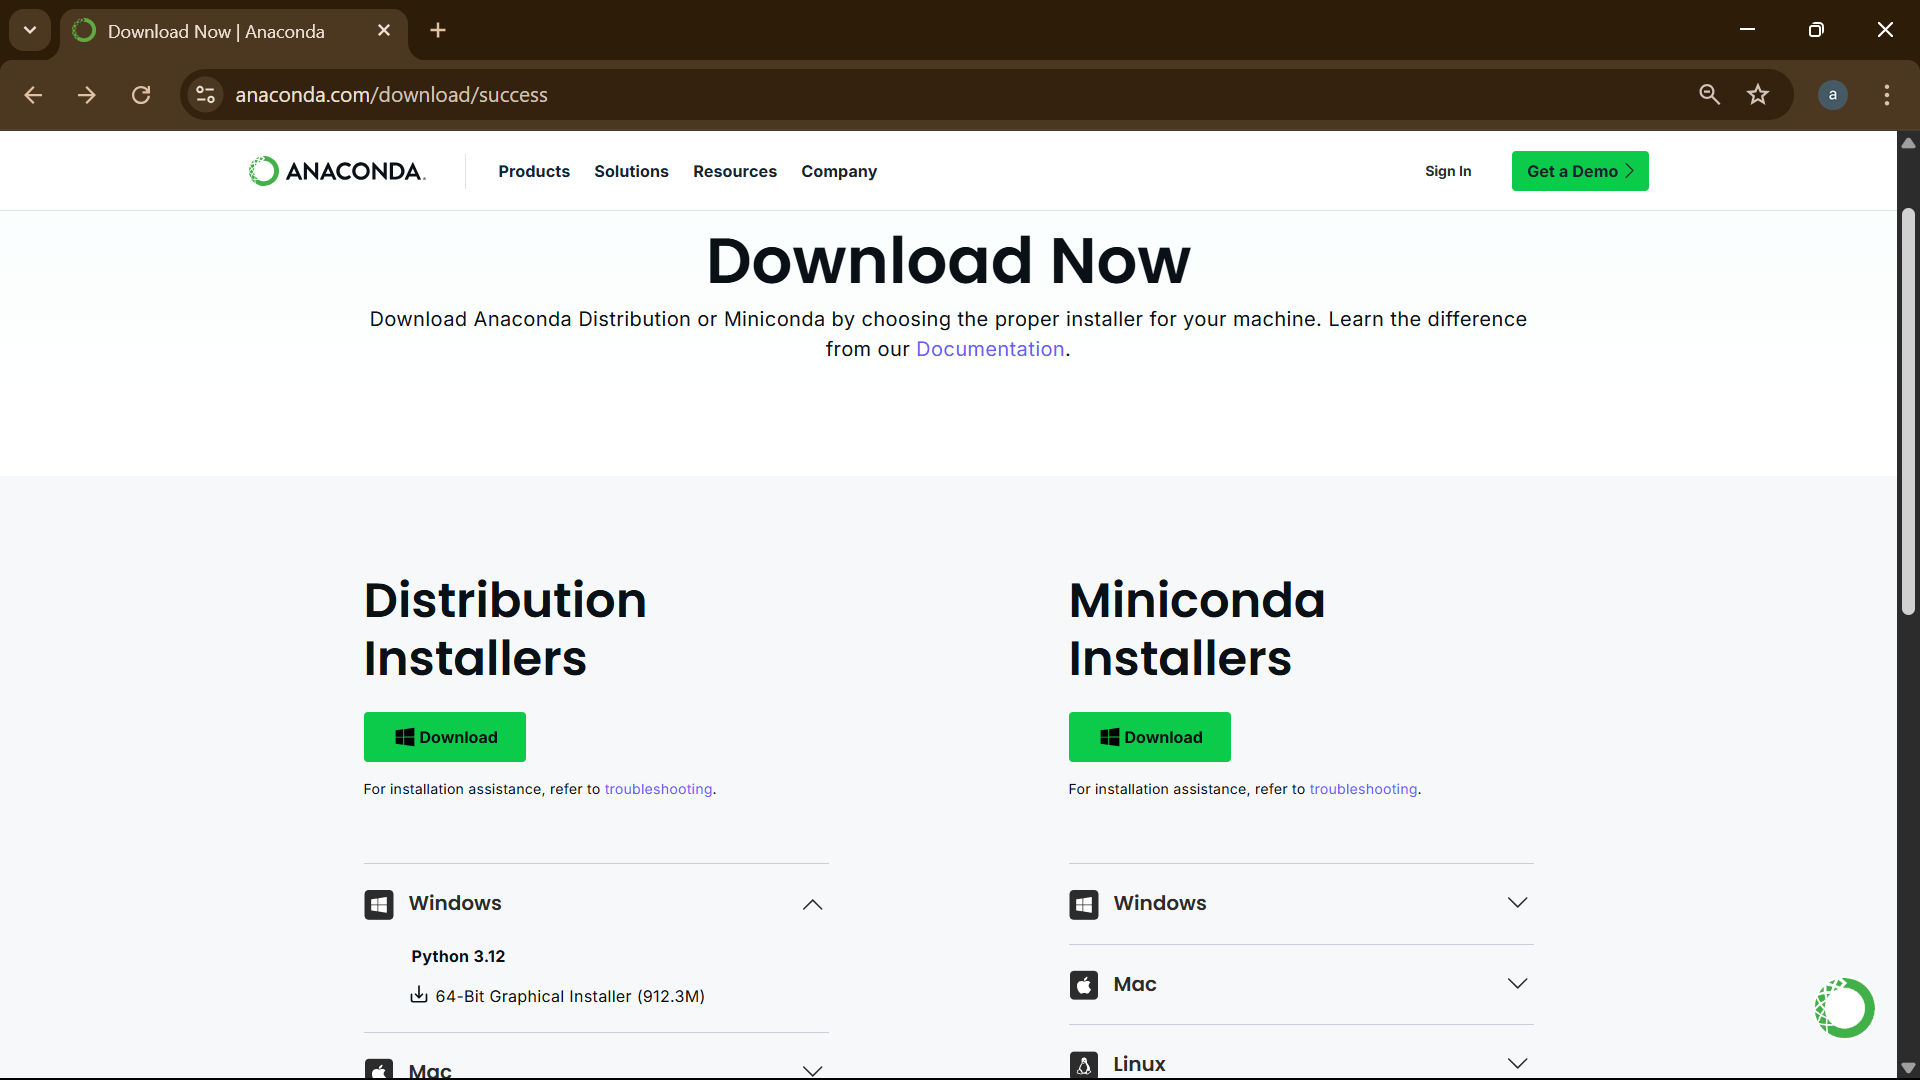 Download Now | Anaconda
anaconda.com/download/success
a
ANACONDA.
Products
Solutions
Resources
Company
Sign In
Get a Demo
Download Now
Download Anaconda Distribution or Miniconda by choosing the proper installer for your machine. Learn the difference
from our Documentation.
Distribution
Installers
Download
For installation assistance, refer to troubleshooting.
Windows
Python 3.12
64-Bit Graphical Installer (912.3M)
Mac
Miniconda
Installers
Download
For installation assistance, refer to troubleshooting.
Windows
Mac
Linux